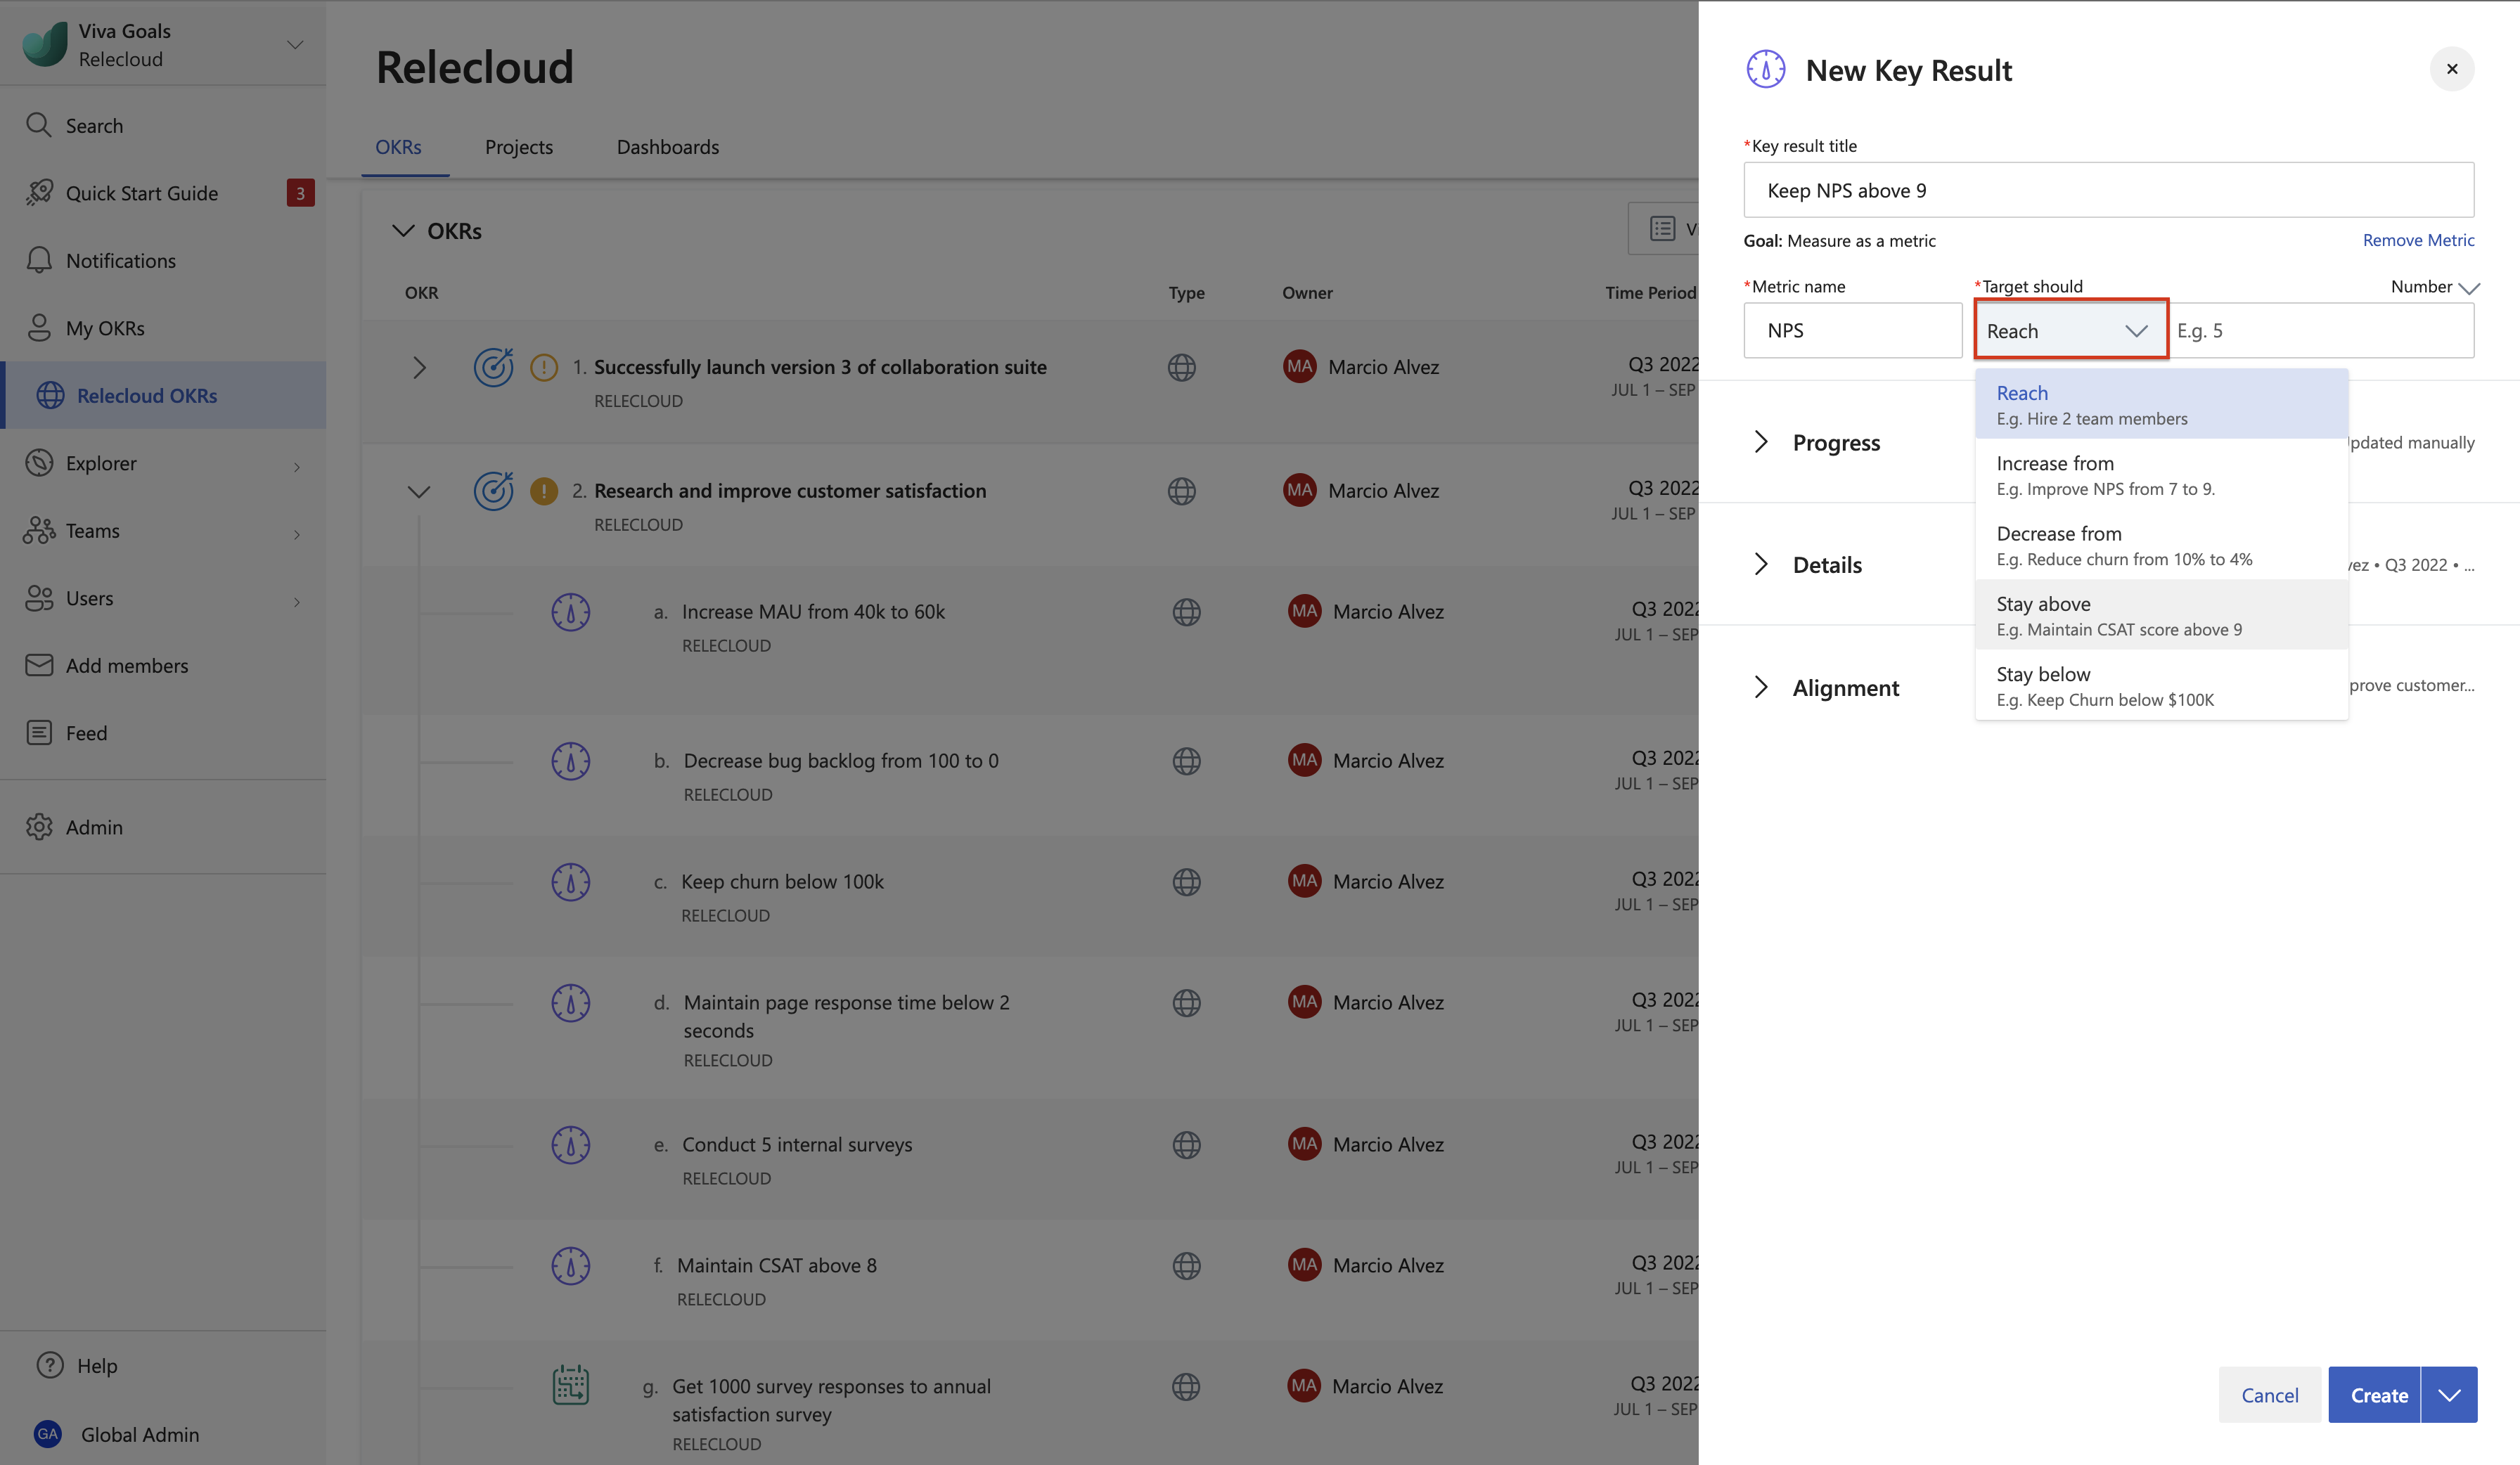 Viva Goals
Relecloud
Search
Quick Start Guide
3
Notifications
My OKRs
Relecloud OKRs
Explorer
Teams
Users
Add members
Feed
Admin
Help
GA Global Admin
Relecloud
OKRs Projects Dashboards
OKRs
V
OKR Type Owner Time Period
1. Successfully launch version 3 of collaboration suite
RELECLOUD
MA Marcio Alvez
Q3 2022
JUL 1 – SEP
2. Research and improve customer satisfaction
RELECLOUD
MA Marcio Alvez
Q3 2022
JUL 1 – SEP
a. Increase MAU from 40k to 60k
RELECLOUD
MA Marcio Alvez
Q3 2022
JUL 1 – SEP
b. Decrease bug backlog from 100 to 0
RELECLOUD
MA Marcio Alvez
Q3 2022
JUL 1 – SEP
c. Keep churn below 100k
RELECLOUD
MA Marcio Alvez
Q3 2022
JUL 1 – SEP
d. Maintain page response time below 2
seconds
RELECLOUD
MA Marcio Alvez
Q3 2022
JUL 1 – SEP
e. Conduct 5 internal surveys
RELECLOUD
MA Marcio Alvez
Q3 2022
JUL 1 – SEP
f. Maintain CSAT above 8
RELECLOUD
MA Marcio Alvez
Q3 2022
JUL 1 – SEP
g. Get 1000 survey responses to annual
satisfaction survey
RELECLOUD
MA Marcio Alvez
Q3 2022
JUL 1 – SEP
New Key Result
*Key result title
Keep NPS above 9
Goal: Measure as a metric
Remove Metric
*Metric name
*Target should
Number
NPS
Reach
E.g. 5
Reach
E.g. Hire 2 team members
Increase from
E.g. Improve NPS from 7 to 9.
Decrease from
E.g. Reduce churn from 10% to 4%
Stay above
E.g. Maintain CSAT score above 9
Stay below
E.g. Keep Churn below $100K
Progress
pdated manually
Details
vez • Q3 2022 • ...
Alignment
prove customer...
Cancel
Create